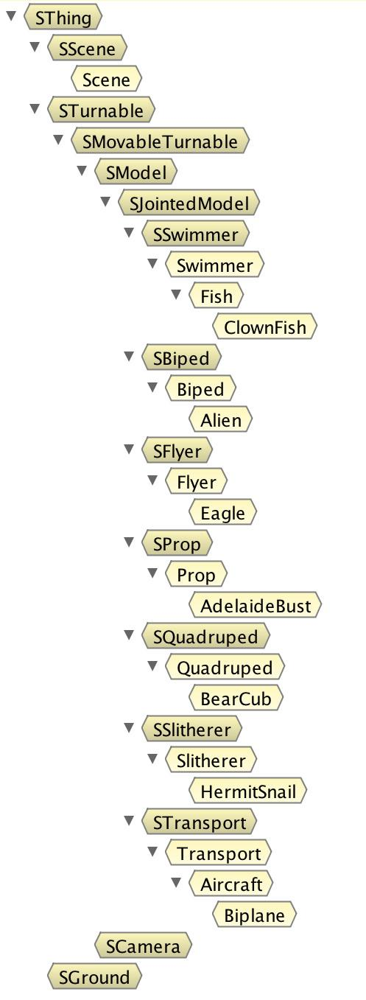 SThing
SScene
Scene
STurnable
SMovableTurnable
SModel
SJointedModel
SSwimmer
Swimmer
Fish
ClownFish
SBiped
Biped
Alien
SFlyer
Flyer
Eagle
SProp
Prop
AdelaideBust
SQuadruped
Quadruped
BearCub
SSlitherer
Slitherer
HermitSnail
STransport
Transport
Aircraft
Biplane
SCamera
SGround